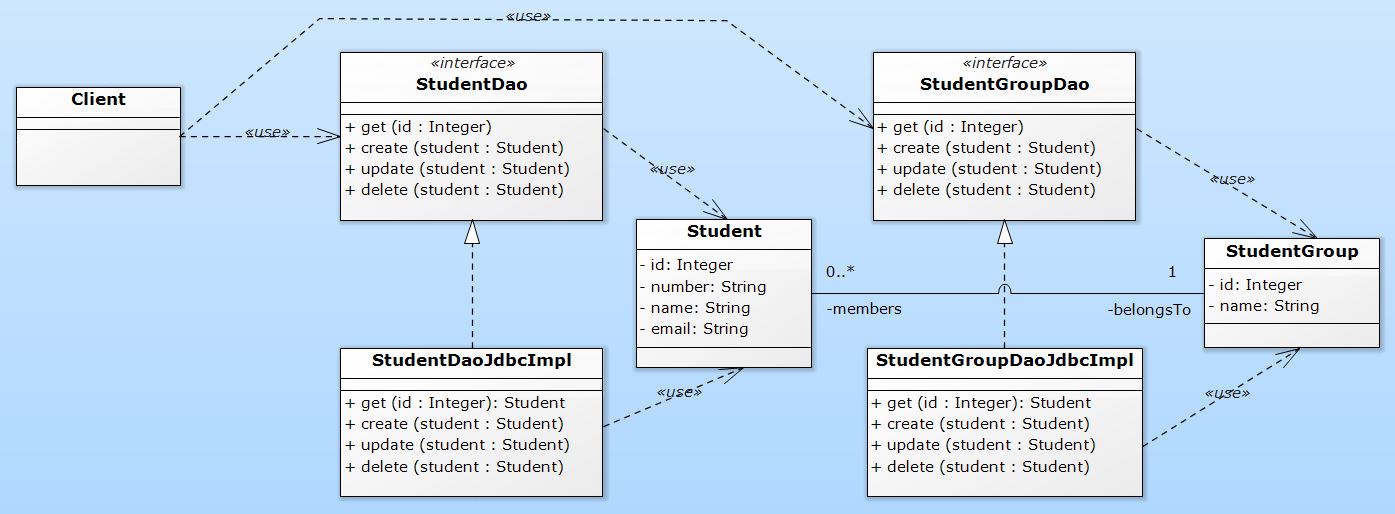 «use»
Client
«use»
«interface»
StudentDao
+ get (id : Integer)
+ create (student : Student)
+ update (student : Student)
+ delete (student : Student)
«use»
«interface»
StudentGroupDao
+ get (id : Integer)
+ create (student : Student)
+ update (student : Student)
+ delete (student : Student)
«use»
Student
- id: Integer
- number: String
- name: String
- email: String
0..*
-members
1
-belongsTo
StudentGroup
- id: Integer
- name: String
StudentDaoJdbcImpl
+ get (id : Integer): Student
+ create (student : Student)
+ update (student : Student)
+ delete (student : Student)
«use»
StudentGroupDaoJdbcImpl
+ get (id : Integer): Student
+ create (student : Student)
+ update (student : Student)
+ delete (student : Student)
«use»